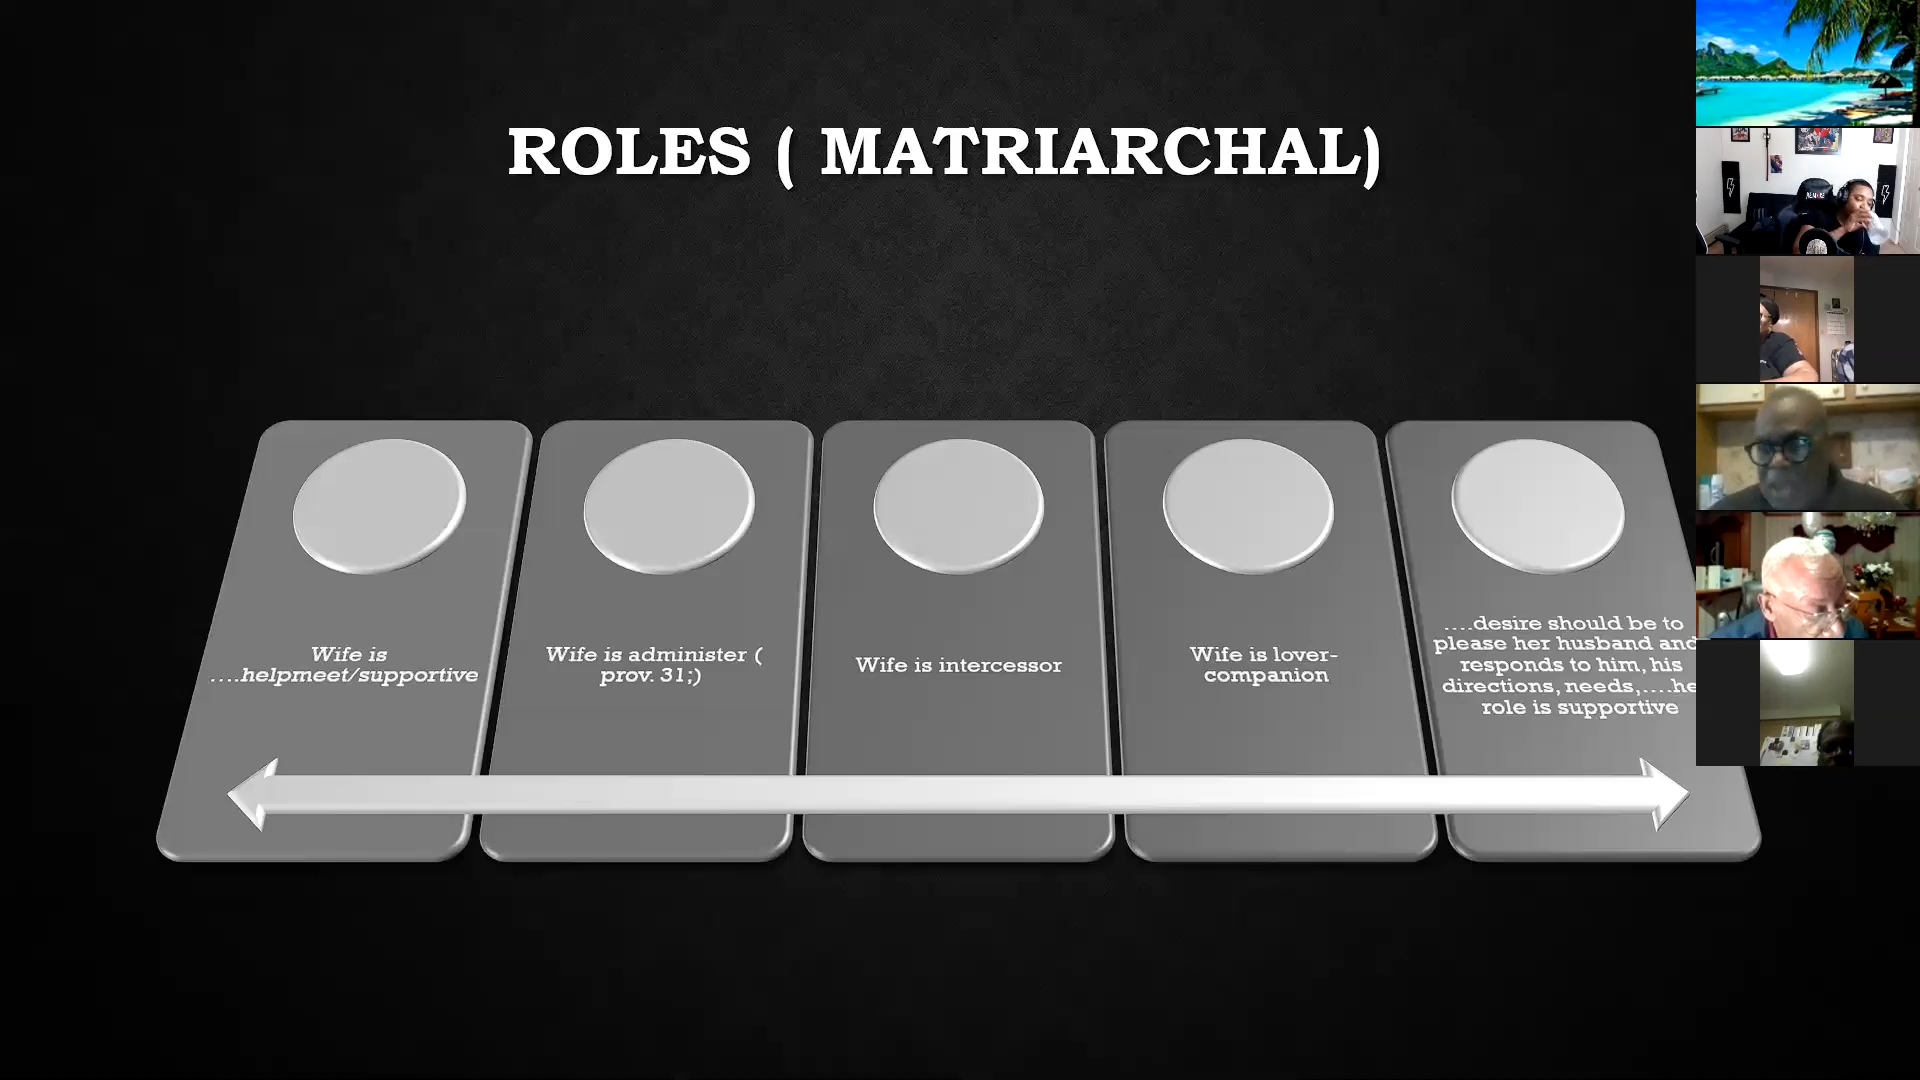 ROLES ( MATRIARCHAL)
Wife is
....helpmeet/supportive
Wife is administer (
prov. 31;)
Wife is intercessor
Wife is lover-
companion
....desire should be to
please her husband and
responds to him, his
directions, needs,....he
role is supportive